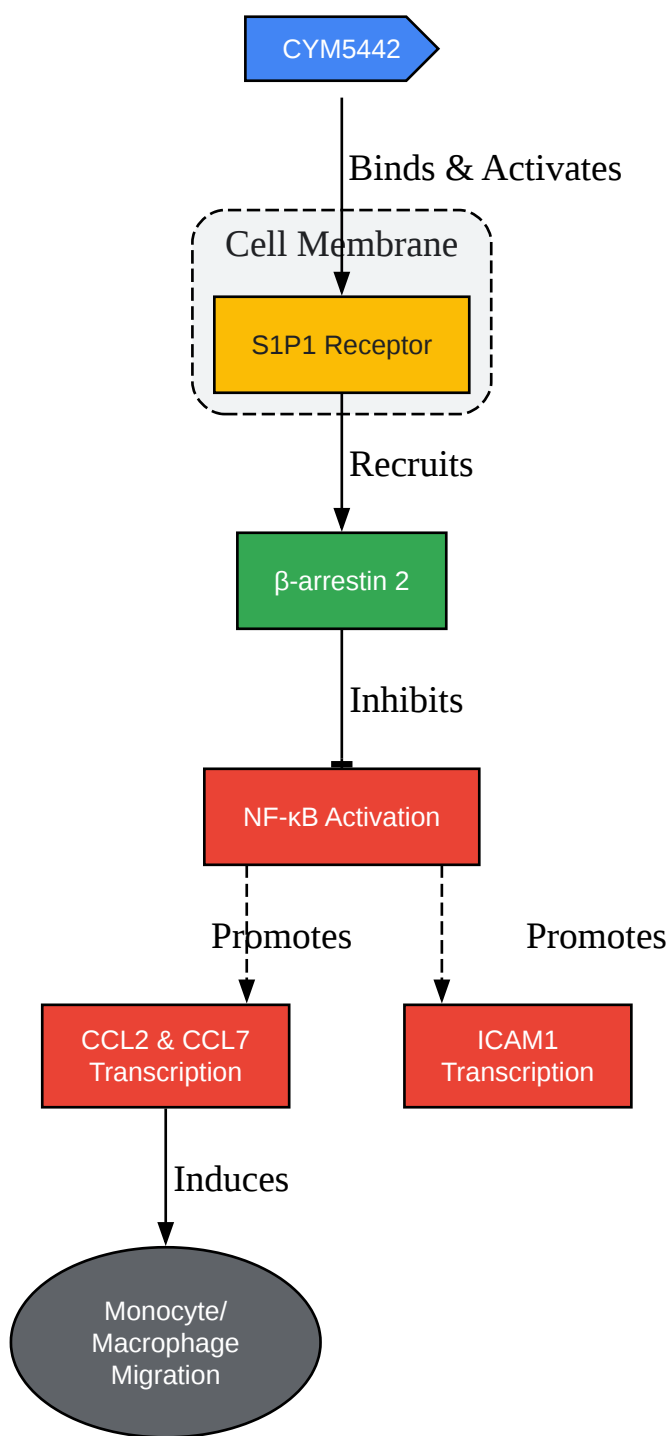 CYM5442
Binds & Activates
Cell Membrane
S1P1 Receptor
Recruits
β-arrestin 2
Inhibits
NF-κB Activation
Promotes
Promotes
CCL2 & CCL7
Transcription
ICAM1
Transcription
Induces
Monocyte/
Macrophage
Migration